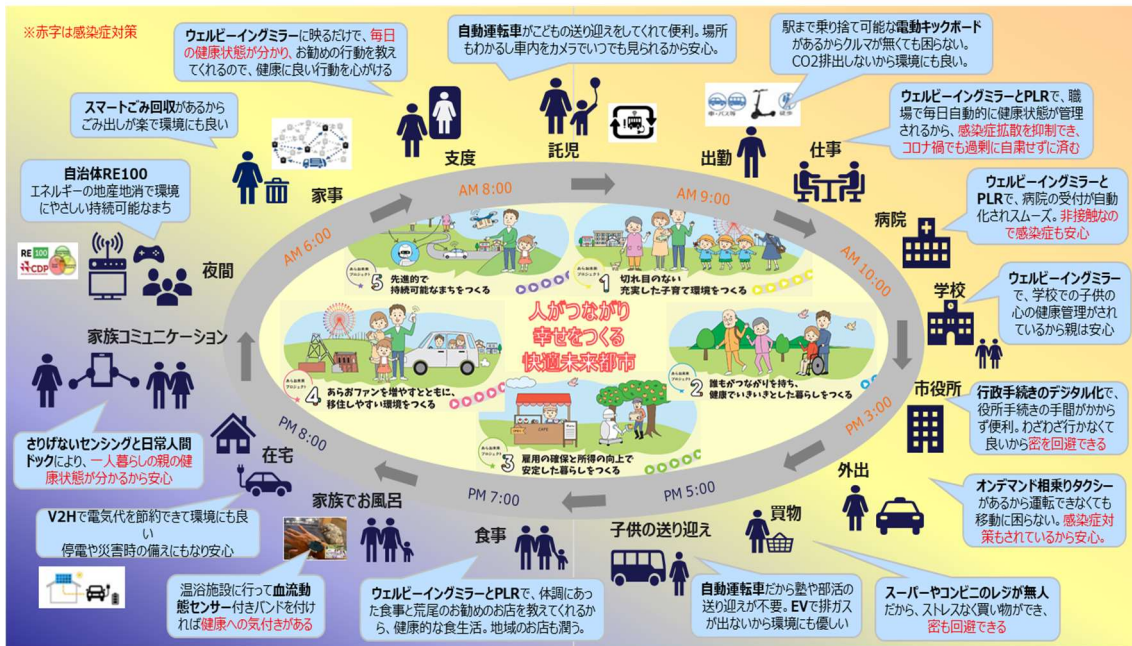 ※赤字は感染症対策
ウェルビーイングミラーに映るだけで、毎日
の健康状態が分かり、お勧めの行動を教え
てくれるので、健康に良い行動を心がける
自動運転車がこどもの送り迎えをしてくれて便利。場所
もわかるし車内をカメラでいつでも見られるから安心。
駅まで乗り捨て可能な電動キックボード
があるからクルマが無くても困らない。
CO2排出しないから環境にも良い。
スマートごみ回収があるから
ごみ出しが楽で環境にも良い
ウェルビーイングミラーとPLRで、職
場で毎日自動的に健康状態が管理
されるから、感染症拡散を抑制でき、
コロナ禍でも過剰に自粛せずに済む
自治体RE100
エネルギーの地産地消で環境
にやさしい持続可能なまち
ウェルビーイングミラーと
PLRで、病院の受付が自動
化されスムーズ。非接触なの
で感染症も安心
ウェルビーイングミラー
で、学校での子供の
心の健康管理がさ
れているから親は安心
行政手続きのデジタル化で、
役所手続きの手間がかから
ず便利。わざわざ行かなくて
良いから密を回避できる
オンデマンド相乗りタクシー
があるから運転できなくても
移動に困らない。感染症対
策もされているから安心。
スーパーやコンビニのレジが無人
だから、ストレスなく買い物ができ、
密も回避できる
自動運転車だから塾や部活の
送り迎えが不要。EVで排ガス
が出ないから環境にも優しい
ウェルビーイングミラーとPLRで、体調にあっ
た食事と荒尾のお勧めのお店を教えてくれるか
ら、健康的な食生活。地域のお店も潤う。
温浴施設に行って血流動
態センサー付きバンドを付け
れば健康への気付きがある
V2Hで電気代を節約できて環境にも良
い
停電や災害時の備えにもなり安心
さりげないセンシングと日常人間
ドックにより、一人暮らしの親の健
康状態が分かるから安心
支度
託児
出勤
仕事
病院
学校
市役所
外出
買物
子供の送り迎え
食事
家族でお風呂
在宅
家族コミュニケーション
夜間
家事
RE 100
CDP
AM 6:00
AM 8:00
AM 9:00
AM 10:00
PM 3:00
PM 5:00
PM 7:00
PM 8:00
人がつながり
幸せをつくる
快適未来都市
1
切れ目のない
充実した子育て環境をつくる
2
誰もがつながりを持ち、
健康でいきいきとした暮らしをつくる
3
雇用の確保と所得の向上で
安定した暮らしをつくる
CAFE
4
あらおファンを増やすとともに、
移住しやすい環境をつくる
5
先進的で
持続可能なまちをつくる